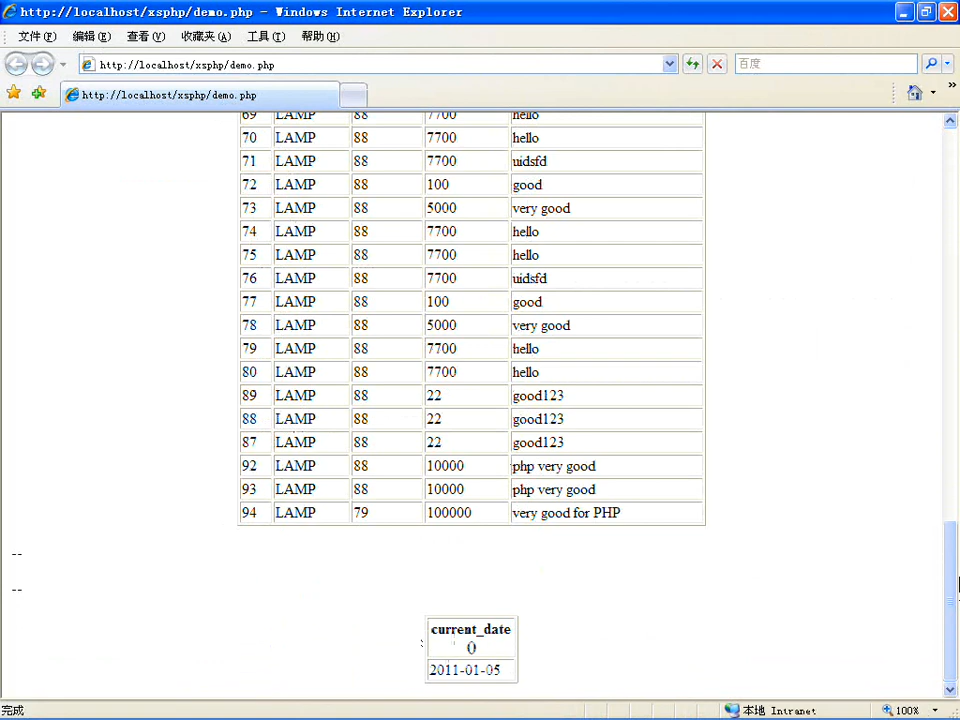 http://localhost/xsphp/demo.php - Windows Internet Explorer
文件(F) 编辑(E) 查看(V) 收藏夹(A) 工具(T) 帮助(H)
http://localhost/xsphp/demo.php 百度
http://localhost/xsphp/demo.php
69 LAMP 88 7700 hello
70 LAMP 88 7700 hello
71 LAMP 88 7700 uidsfd
72 LAMP 88 100 good
73 LAMP 88 5000 very good
74 LAMP 88 7700 hello
75 LAMP 88 7700 hello
76 LAMP 88 7700 uidsfd
77 LAMP 88 100 good
78 LAMP 88 5000 very good
79 LAMP 88 7700 hello
80 LAMP 88 7700 hello
89 LAMP 88 22 good123
88 LAMP 88 22 good123
87 LAMP 88 22 good123
92 LAMP 88 10000 php very good
93 LAMP 88 10000 php very good
94 LAMP 79 100000 very good for PHP
--
--
current_date
()
2011-01-05
完成 本地 Intranet 100%